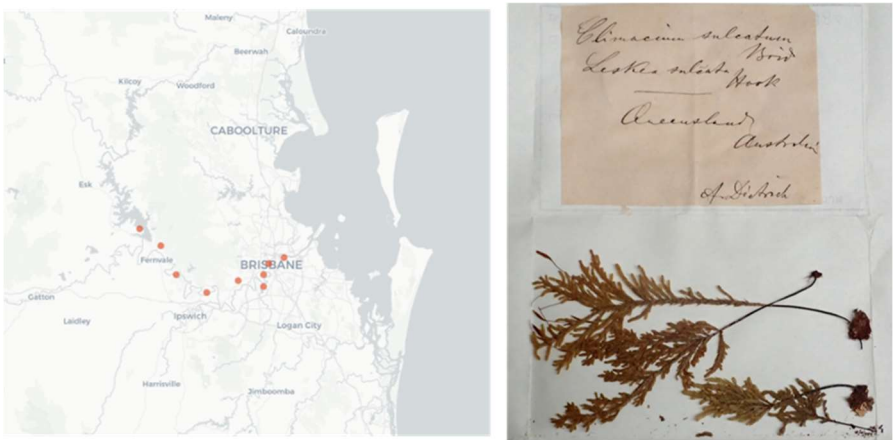 Maleny
Caloundra
Beerwah
Kilcoy
Woodford
CABOOLTURE
Esk
Fernvale
BRISBANE
Gatton
Ipswich
Laidley
Logan City
Harrisville
Jimboomba
Climacium sulcatum
Brid
Leskea sulcata
Hook
Queensland
Australia
A. Dietrich